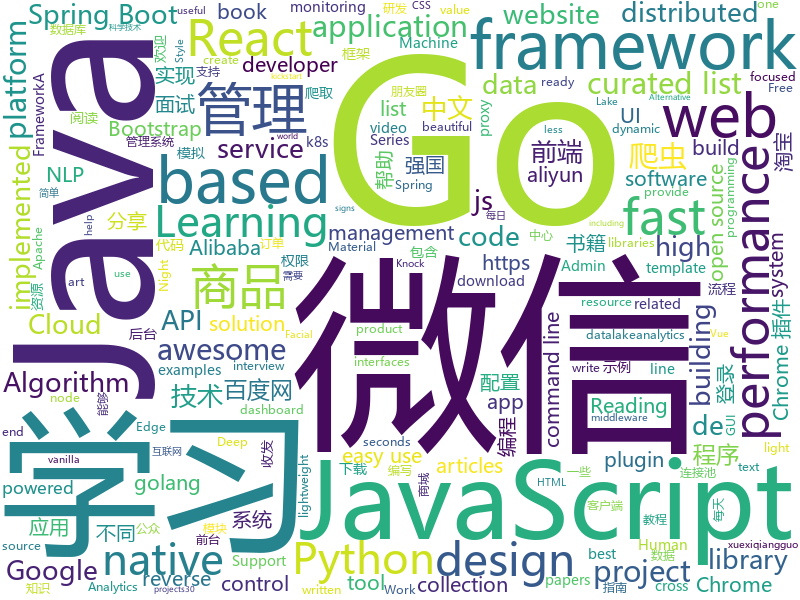 Spring Boot
React
book
monitoring
研发
CSS
value
one
useful
数据库
科学技术
Style
create
框架
Machine
application
website
distributed
framework
platform
欢迎
实现
developer
支持
爬取
朋友圈
ready
focused
Free
data
curated list
FrameworkA
阅读
面试
管理
list
中文
proxy
Bootstrap
video
beautiful
Lake
Alternative
UI
dynamic
web
implemented
管理系统
k8s
Series
less
NLP
模拟
service
帮助
强国
前端
build
爬虫
淘宝
Java
Go
based
Spring
aliyun
software
provide
programming
简单
分享
Learning
js
fast
performance
open source
help
代码
订单
management
code
书籍
high
libraries
signs
每日
including
资源
Apache
Night
商品
权限
包含
中心
Material
Knock
https
Admin
template
system
Cloud
art
use
Alibaba
需要
download
resource
related
流程
后台
API
solution
Facial
微信
building
Chrome
插件
awesome
product
datalakeanalytics
Vue
Algorithm
examples
interview
interfaces
write
示例
node
技术
百度网
配置
command line
app
line
登录
学习
能够
dashboard
编程
Reading
de
GUI
middleware
end
Edge
Deep
seconds
JavaScript
HTML
程序
light
vanilla
互联网
收发
lightweight
easy use
articles
plugin
text
powered
golang
下载
编写
商城
一些
连接池
应用
不同
公众
模块
系统
tool
客户端
教程
每天
xuexiqiangguo
source
native
Python
design
project
library
Google
前台
Support
best
数据
Human
reverse
control
papers
指南
cross
Chrome
知识
Analytics
projects30
world
written
Work
collection